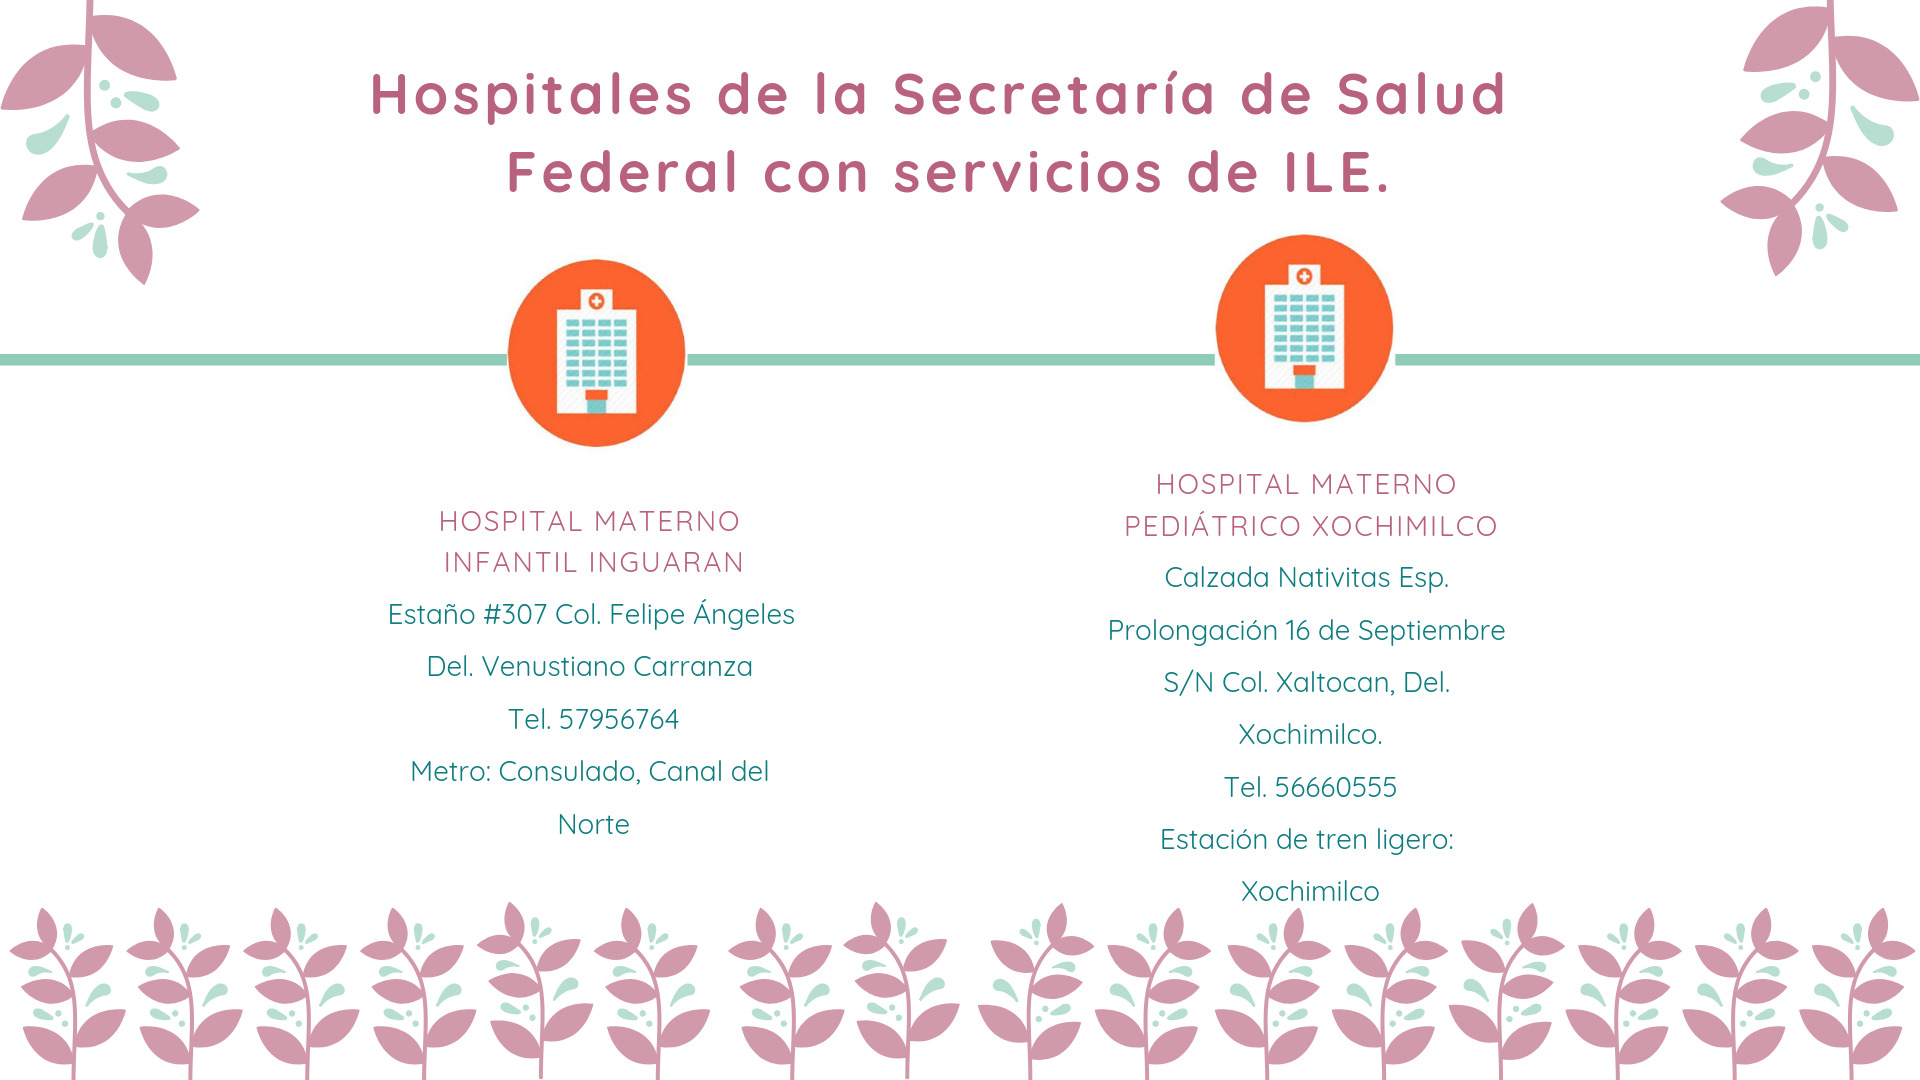 Hospitales de la Secretaría de Salud
Federal con servicios de ILE.
HOSPITAL MATERNO
INFANTIL INGUARAN
Estaño #307 Col. Felipe Ángeles
Del. Venustiano Carranza
Tel. 57956764
Metro: Consulado, Canal del
Norte
HOSPITAL MATERNO
PEDIÁTRICO XOCHIMILCO
Calzada Nativitas Esp.
Prolongación 16 de Septiembre
S/N Col. Xaltocan, Del.
Xochimilco.
Tel. 56660555
Estación de tren ligero:
Xochimilco